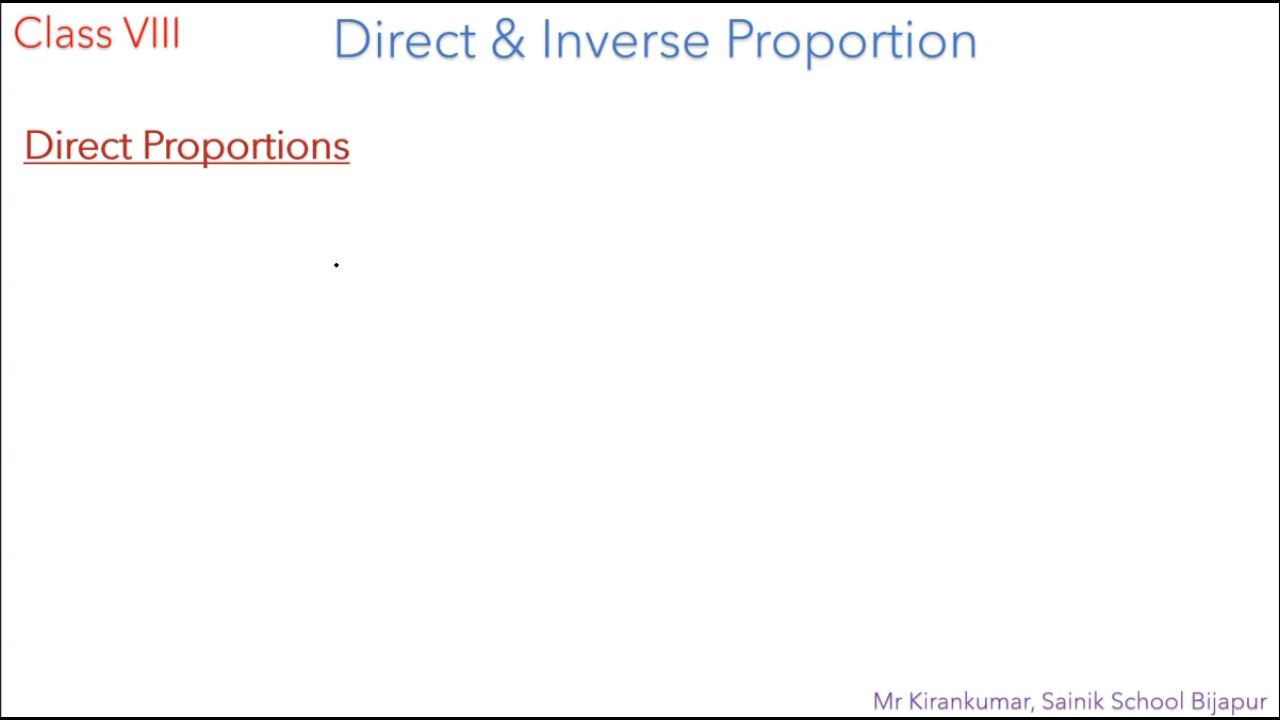 Class VIII
Direct & Inverse Proportion
Direct Proportions
Mr Kirankumar, Sainik School Bijapur